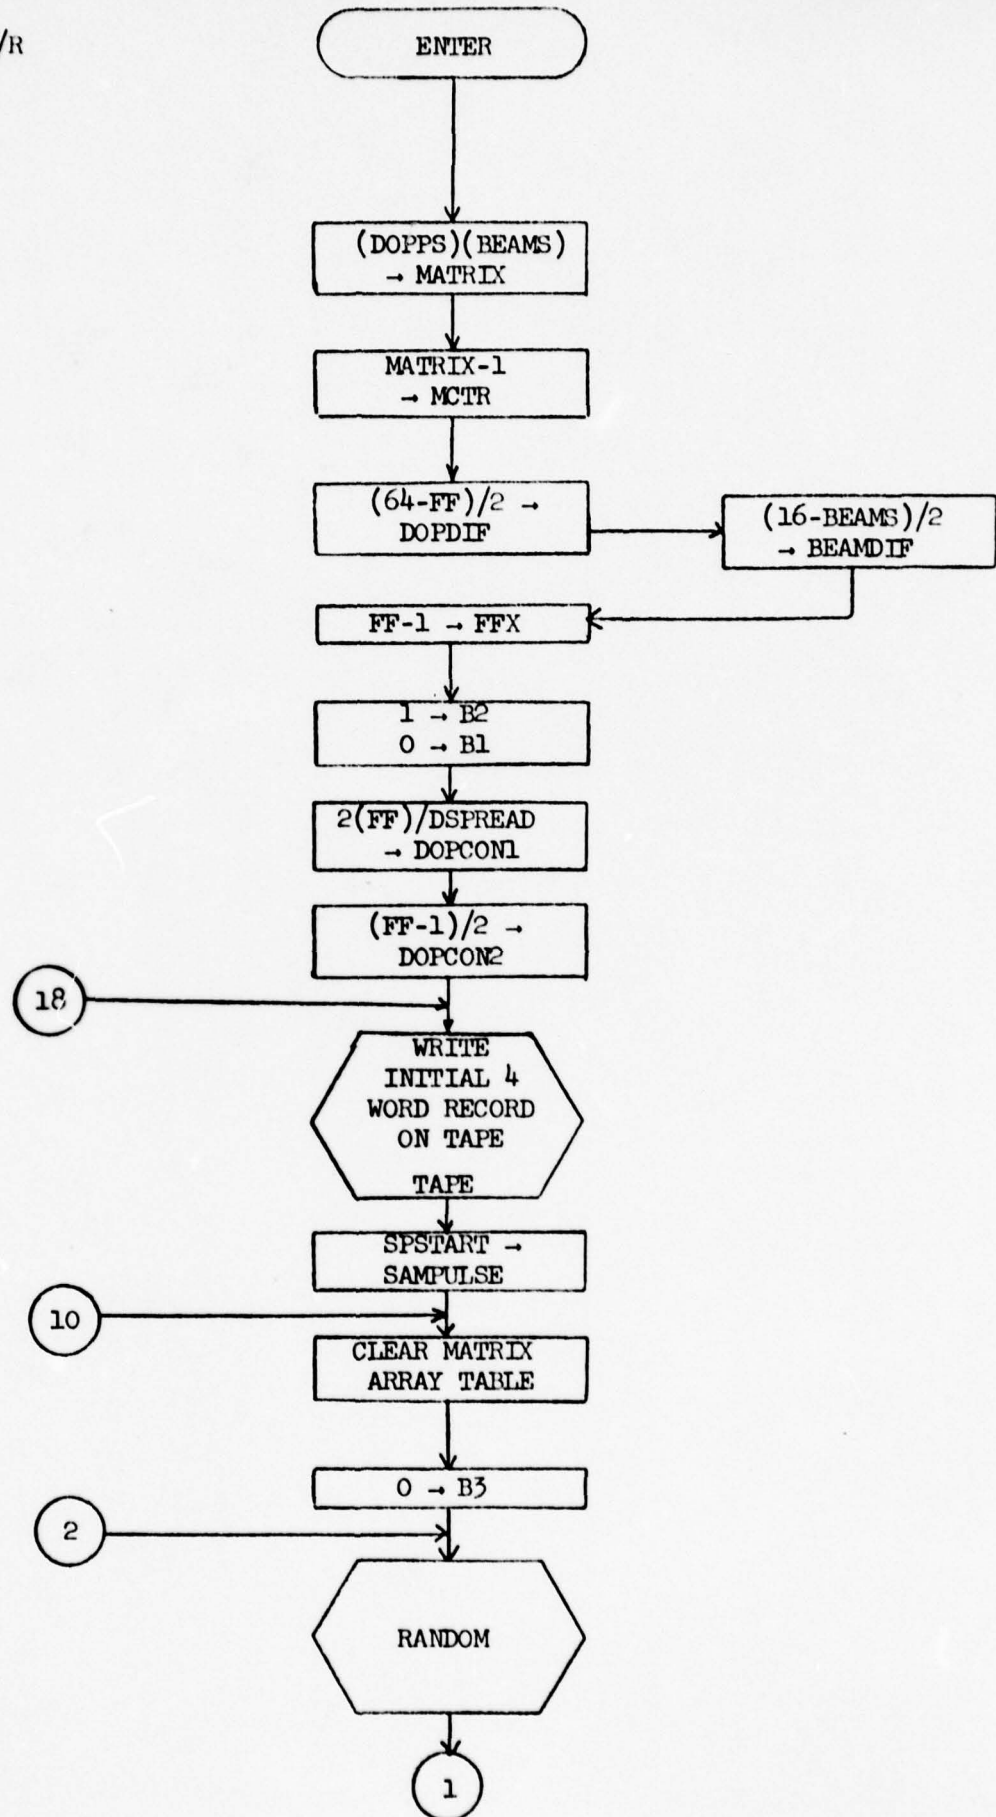 /R
ENTER
(DOPPS)(BEAMS)
→ MATRIX
MATRIX-1
→ MCTR
(64-FF)/2 →
DOPDIF
(16-BEAMS)/2
→ BEAMDIF
FF-1 → FFX
1 → B2
0 → B1
2(FF)/DSPREAD
→ DOPCON1
(FF-1)/2 →
DOPCON2
18
WRITE
INITIAL 4
WORD RECORD
ON TAPE
TAPE
SPSTART →
SAMPULSE
10
CLEAR MATRIX
ARRAY TABLE
0 → B3
2
RANDOM
1